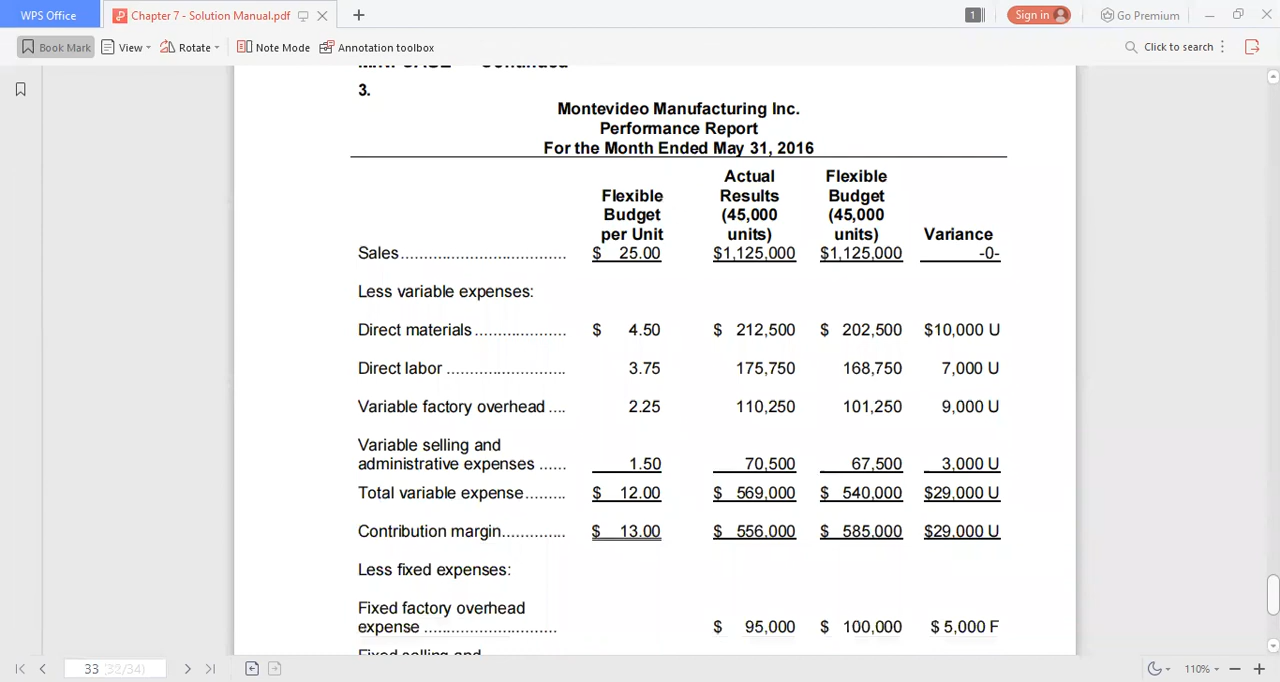 WPS Office Chapter 7 - Solution Manual.pdf 1 Sign in Go Premium
Book Mark View Rotate Note Mode Annotation toolbox Click to search
3.
Montevideo Manufacturing Inc.
Performance Report
For the Month Ended May 31, 2016
Flexible Budget per Unit Actual Results (45,000 units) Flexible Budget (45,000 units) Variance
Sales.................................. $ 25.00 $1,125,000 $1,125,000 -0-
Less variable expenses:
Direct materials................... $ 4.50 $ 212,500 $ 202,500 $10,000 U
Direct labor ......................... 3.75 175,750 168,750 7,000 U
Variable factory overhead .... 2.25 110,250 101,250 9,000 U
Variable selling and
administrative expenses ...... 1.50 70,500 67,500 3,000 U
Total variable expense......... $ 12.00 $ 569,000 $ 540,000 $29,000 U
Contribution margin.............. $ 13.00 $ 556,000 $ 585,000 $29,000 U
Less fixed expenses:
Fixed factory overhead
expense ............................. $ 95,000 $ 100,000 $ 5,000 F
Fixed selling and
33 (32/34) 110%